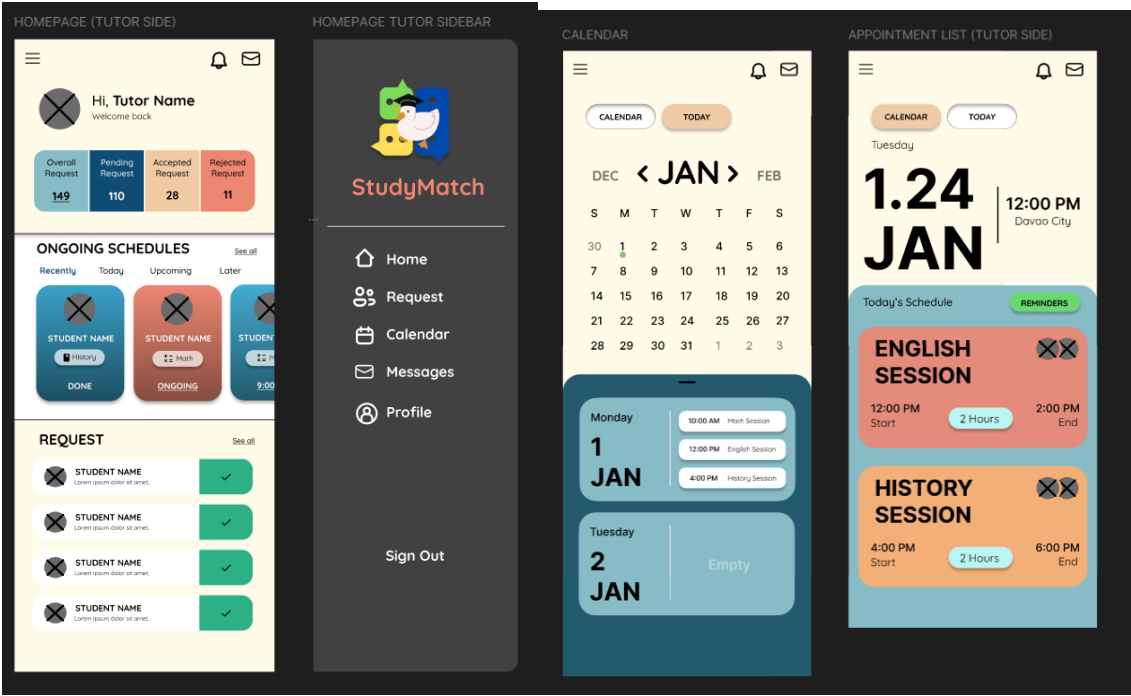 HOMEPAGE (TUTOR SIDE)
Hi, Tutor Name
Welcome back
Overall
Request
149
Pending
Request
110
Accepted
Request
28
Rejected
Request
11
ONGOING SCHEDULES
See all
Recently Today Upcoming Later
STUDENT NAME
History
DONE
STUDENT NAME
Math
ONGOING
STUDEN
M
9:00
REQUEST
See all
STUDENT NAME
Lorem ipsum dolor sit amet,
STUDENT NAME
Lorem ipsum dolor sit amet,
STUDENT NAME
Lorem ipsum dolor sit amet,
STUDENT NAME
Lorem ipsum dolor sit amet,
HOMEPAGE TUTOR SIDEBAR
StudyMatch
...
Home
Request
Calendar
Messages
Profile
Sign Out
CALENDAR
CALENDAR TODAY
DEC < JAN > FEB
S M T W T F S
30 1 2 3 4 5 6
7 8 9 10 11 12 13
14 15 16 17 18 19 20
21 22 23 24 25 26 27
28 29 30 31 1 2 3
Monday
1
JAN
10:00 AM Math Session
12:00 PM English Session
4:00 PM History Session
Tuesday
2
JAN
Empty
APPOINTMENT LIST (TUTOR SIDE)
CALENDAR TODAY
Tuesday
1.24
JAN
12:00 PM
Davao City
Today's Schedule
REMINDERS
ENGLISH
SESSION
12:00 PM
Start
2 Hours
2:00 PM
End
HISTORY
SESSION
4:00 PM
Start
2 Hours
6:00 PM
End